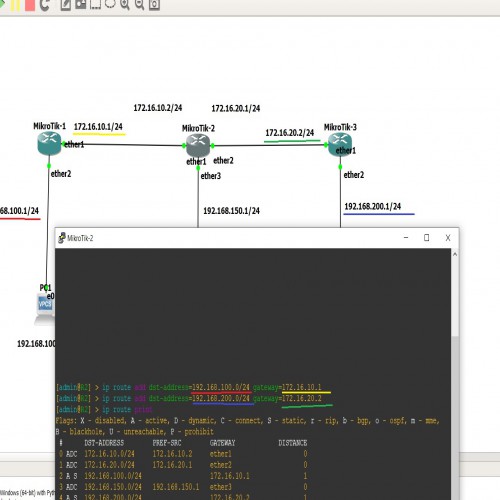 172.16.10.2/24 172.16.20.1/24
MikroTik-1 172.16.10.1/24 MikroTik-2 172.16.20.2/24 MikroTik-3
ether1 ether1 ether2 ether1
ether2 ether3 ether2
68.100.1/24 192.168.150.1/24 192.168.200.1/24
MikroTik-2
PC1
e0
VPCS
192.168.100
[admin@R2] > ip route add dst-address=192.168.100.0/24 gateway=172.16.10.1
[admin@R2] > ip route add dst-address=192.168.200.0/24 gateway=172.16.20.2
[admin@R2] > ip route print
Flags: X - disabled, A - active, D - dynamic, C - connect, S - static, r - rip, b - bgp, o - ospf, m - mme,
B - blackhole, U - unreachable, P - prohibit
# DST-ADDRESS PREF-SRC GATEWAY DISTANCE
0 ADC 172.16.10.0/24 172.16.10.2 ether1 0
1 ADC 172.16.20.0/24 172.16.20.1 ether2 0
2 A S 192.168.100.0/24 172.16.10.1 1
3 ADC 192.168.150.0/24 192.168.150.1 ether3 0
4 A S 192.168.200.0/24 172.16.20.2 1
Windows (64-bit) with Pyth